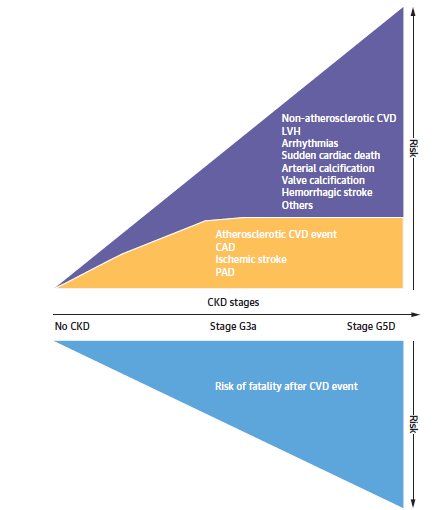 Non-atherosclerotic CVD
LVH
Arrhythmias
Sudden cardiac death
Arterial calcification
Valve calcification
Hemorrhagic stroke
Others
Risk
Atherosclerotic CVD event
CAD
Ischemic stroke
PAD
CKD stages
No CKD Stage G3a Stage G5D
Risk of fatality after CVD event
Risk